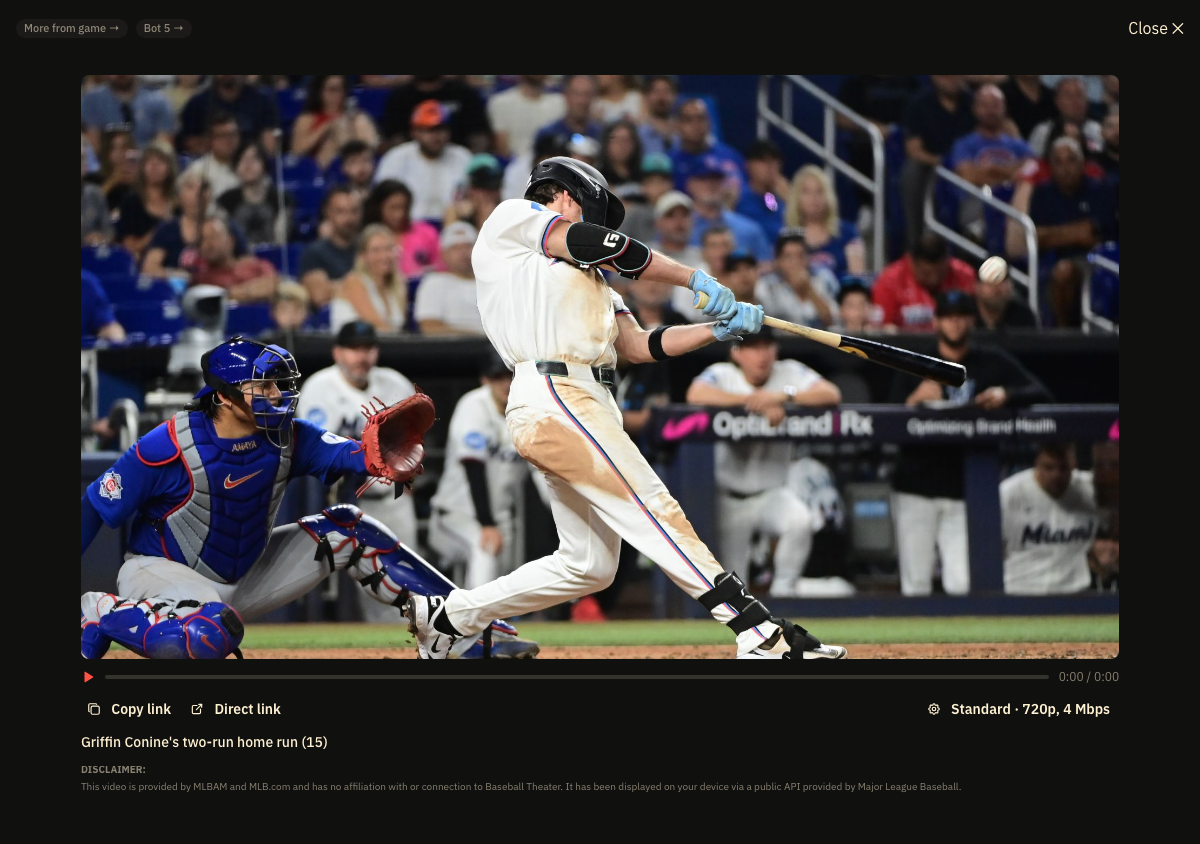 More from game →
Bot 5 →
Close ×
G
AMAYA
C
OptiBrand Rx
Optimizing Brand Health
Miami
0:00 / 0:00
Copy link
Direct link
Standard · 720p, 4 Mbps
Griffin Conine's two-run home run (15)
DISCLAIMER:
This video is provided by MLBAM and MLB.com and has no affiliation with or connection to Baseball Theater. It has been displayed on your device via a public API provided by Major League Baseball.